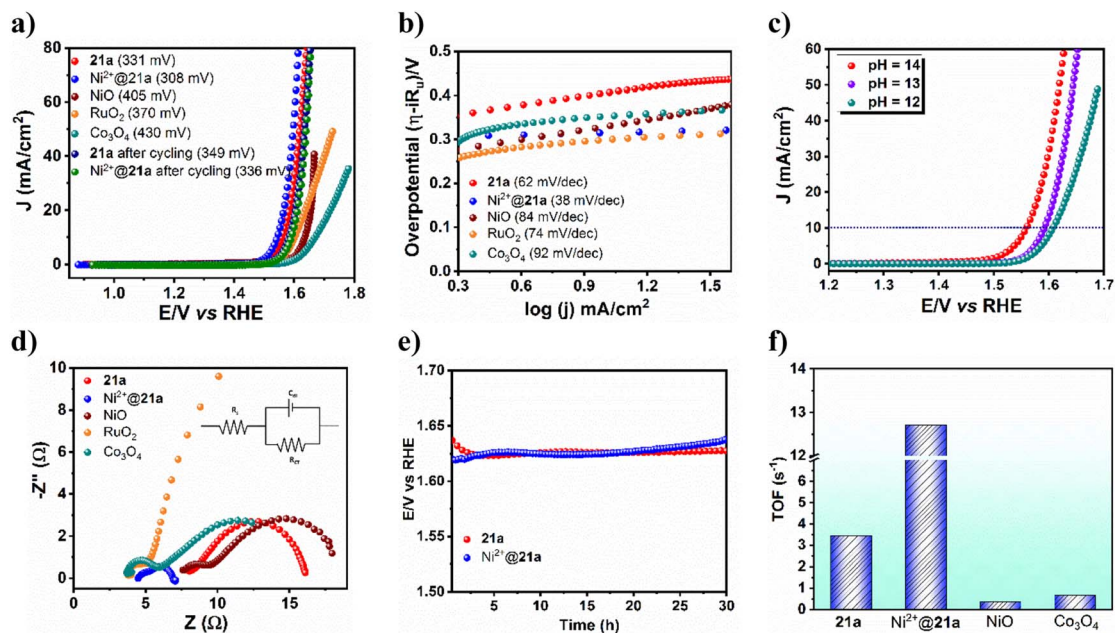 a)
80
70
60
50
40
30
20
10
0
J (mA/cm²)
21a (331 mV)
Ni²⁺@21a (308 mV)
NiO (405 mV)
RuO₂ (370 mV)
Co₃O₄ (430 mV)
21a after cycling (349 mV)
Ni²⁺@21a after cycling (336 mV)
1.0 1.2 1.4 1.6 1.8
E/V vs RHE
b)
0.5
0.4
0.3
0.2
0.1
0.0
Overpotential (η-iRᵤ)/V
21a (62 mV/dec)
Ni²⁺@21a (38 mV/dec)
NiO (84 mV/dec)
RuO₂ (74 mV/dec)
Co₃O₄ (92 mV/dec)
0.3 0.6 0.9 1.2 1.5
log (j) mA/cm²
c)
60
50
40
30
20
10
0
J (mA/cm²)
pH = 14
pH = 13
pH = 12
1.2 1.3 1.4 1.5 1.6 1.7
E/V vs RHE
d)
10
8
6
4
2
0
-Z'' (Ω)
21a
Ni²⁺@21a
NiO
RuO₂
Co₃O₄
0 5 10 15
Z (Ω)
e)
1.70
1.65
1.60
1.55
1.50
E/V vs RHE
21a
Ni²⁺@21a
5 10 15 20 25 30
Time (h)
f)
14
13
12
5
4
3
2
1
0
TOF (s⁻¹)
21a Ni²⁺@21a NiO Co₃O₄